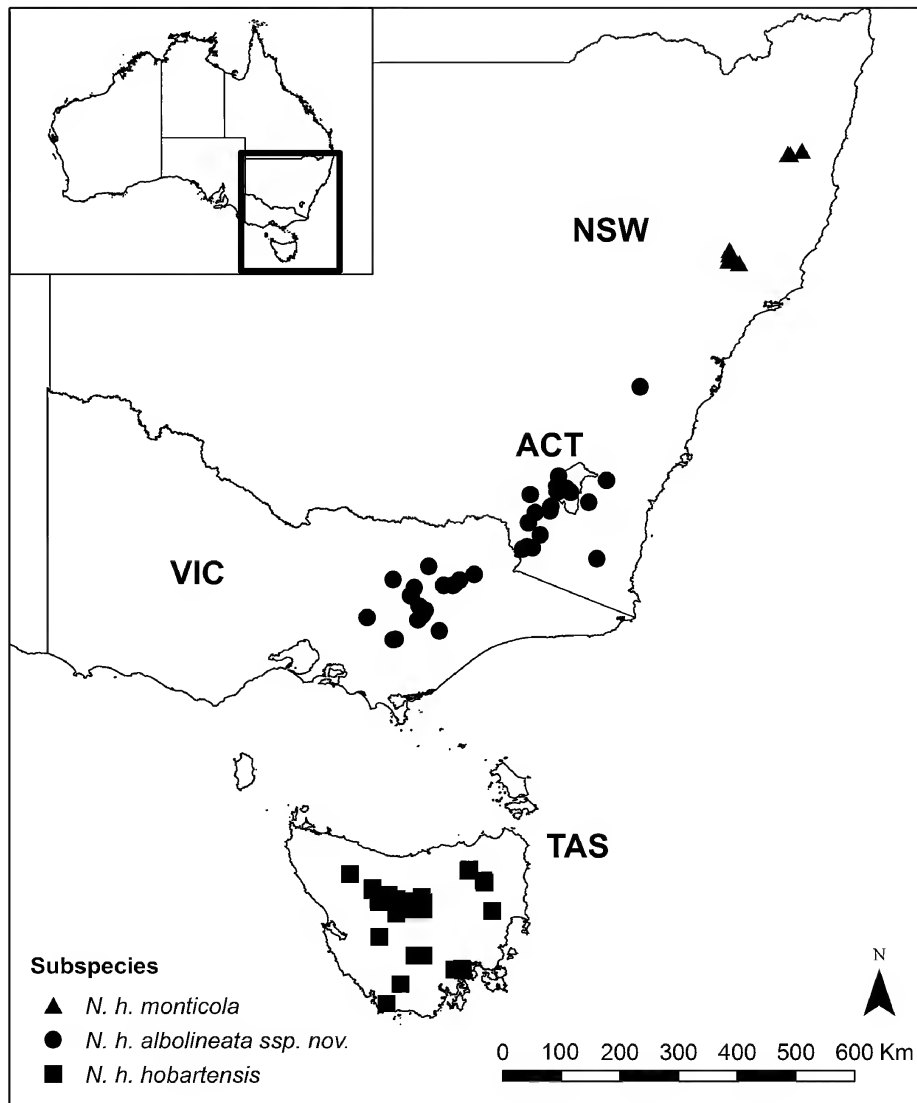 NSW
ACT
VIC
TAS
Subspecies
N. h. monticola
N. h. albolineata ssp. nov.
N. h. hobartensis
N
0 100 200 300 400 500 600 Km